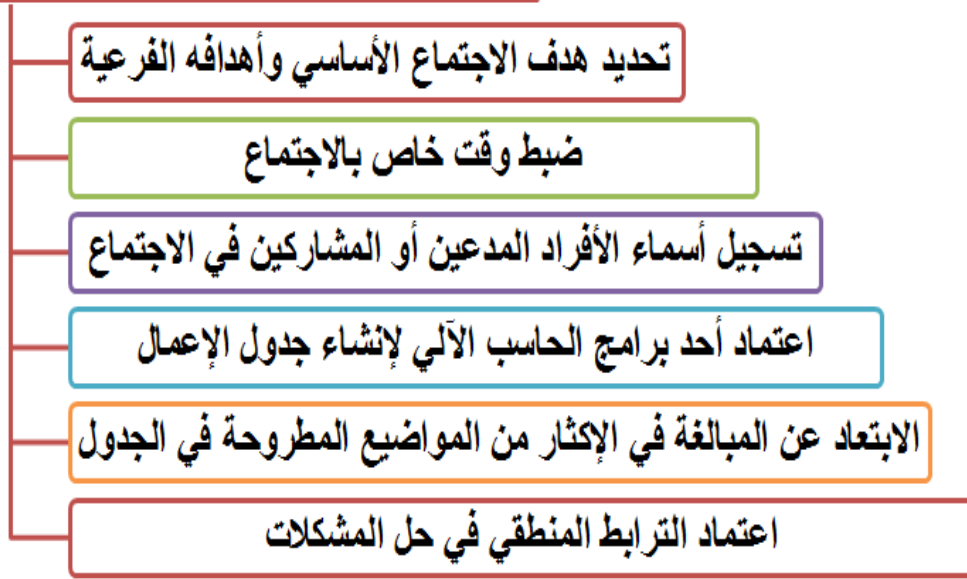 تحديد هدف الاجتماع الأساسي وأهدافه الفرعية
ضبط وقت خاص بالاجتماع
تسجيل أسماء الأفراد المدعين أو المشاركين في الاجتماع
اعتماد أحد برامج الحاسب الآلي لإنشاء جدول الإعمال
الابتعاد عن المبالغة في الإكثار من المواضيع المطروحة في الجدول
اعتماد الترابط المنطقي في حل المشكلات